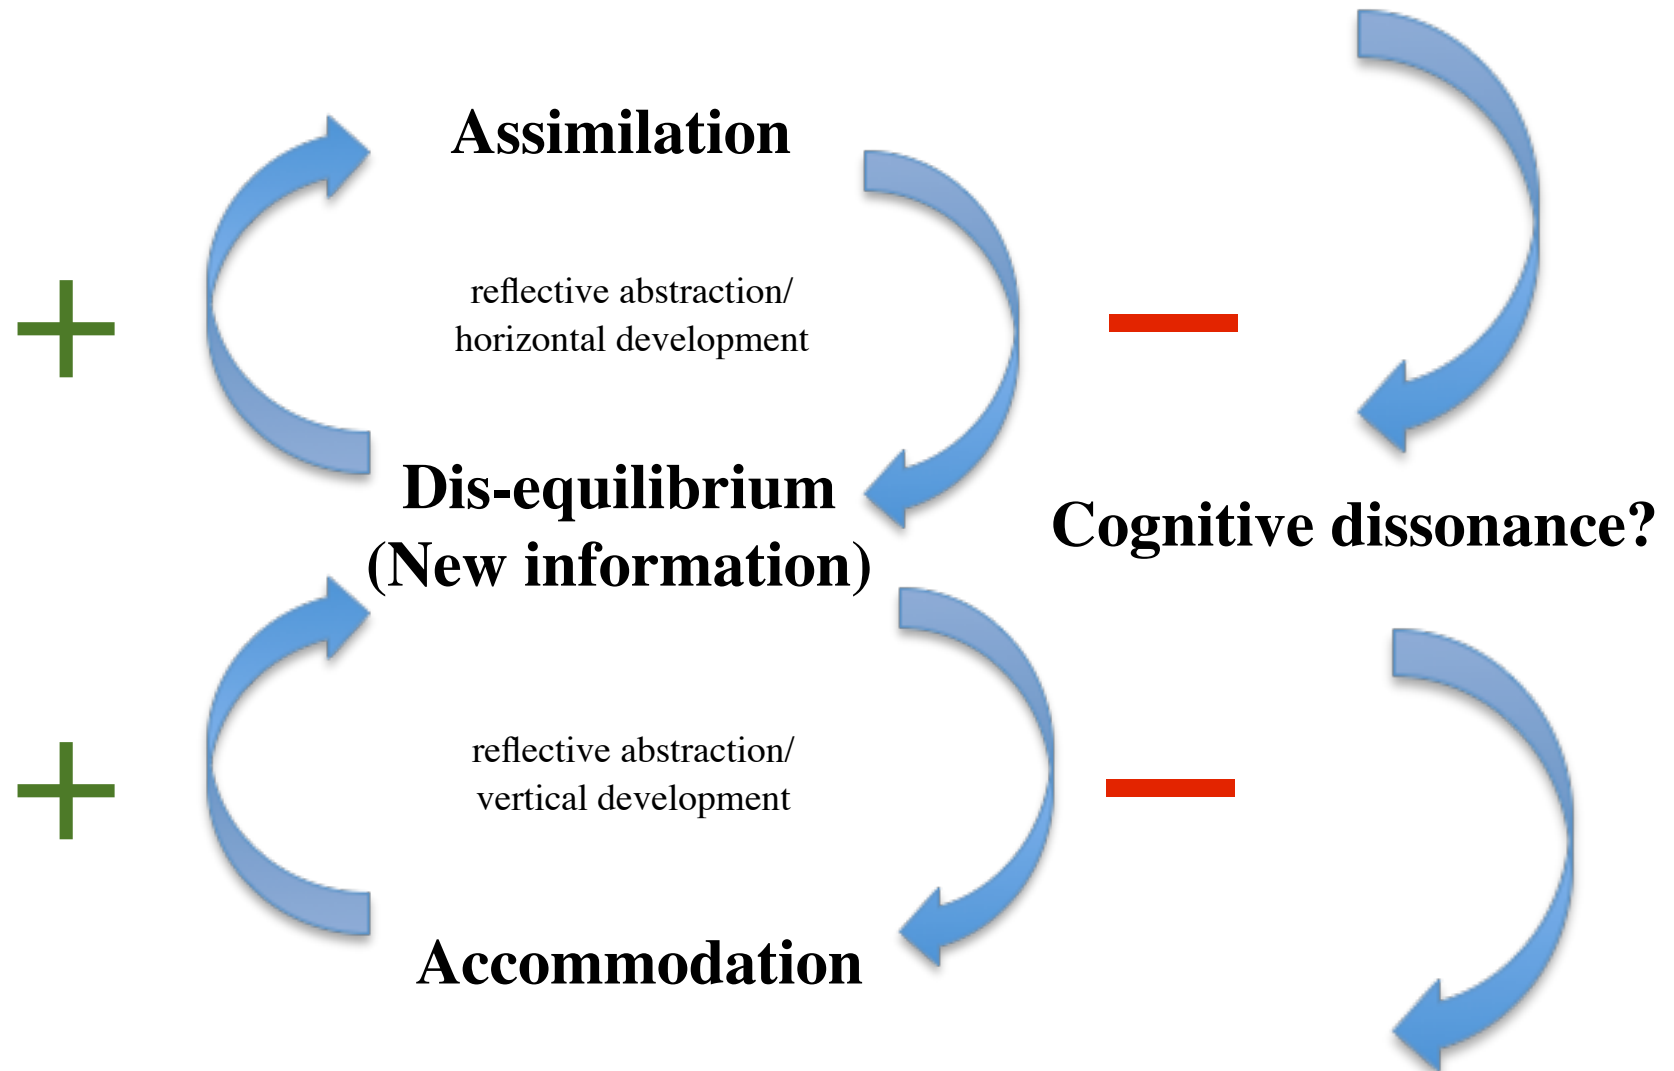 Assimilation
reflective abstraction/
horizontal development
Dis-equilibrium
(New information)
Cognitive dissonance?
reflective abstraction/
vertical development
Accommodation